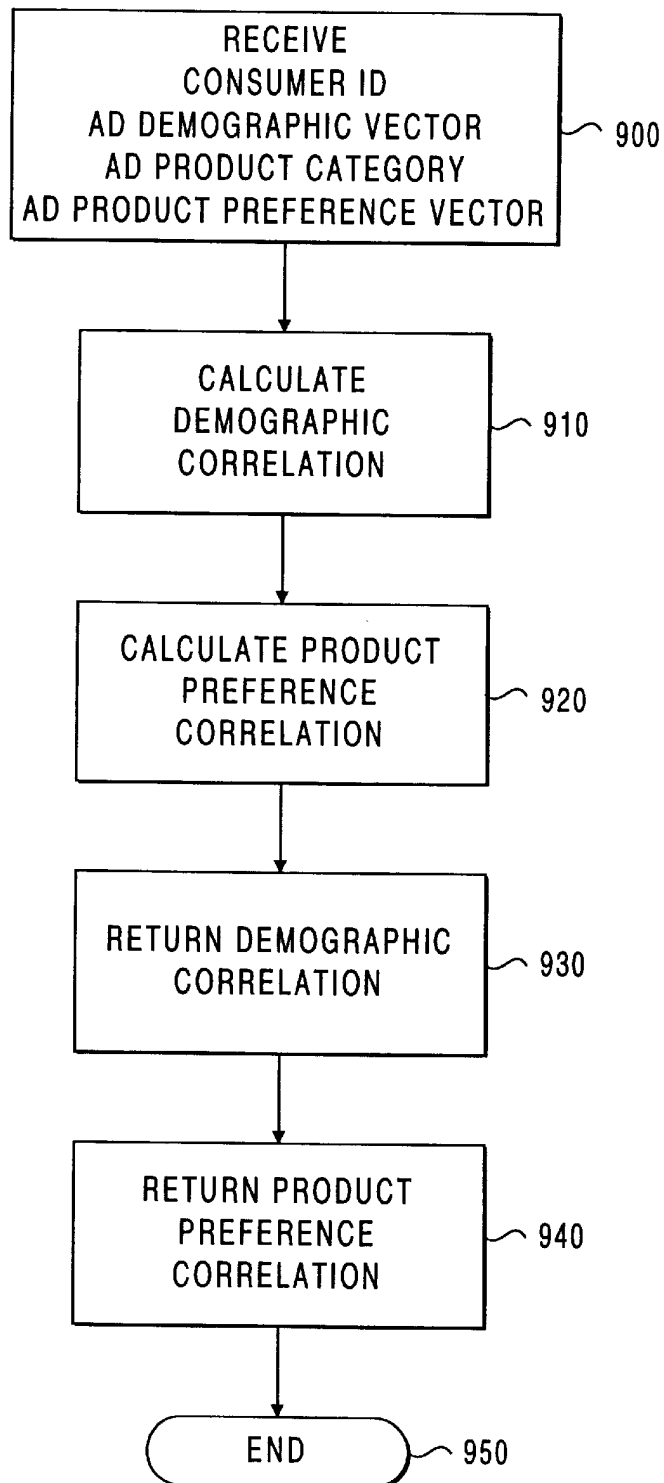 RECEIVE
CONSUMER ID
AD DEMOGRAPHIC VECTOR
AD PRODUCT CATEGORY
AD PRODUCT PREFERENCE VECTOR
900
CALCULATE
DEMOGRAPHIC
CORRELATION
910
CALCULATE PRODUCT
PREFERENCE
CORRELATION
920
RETURN DEMOGRAPHIC
CORRELATION
930
RETURN PRODUCT
PREFERENCE
CORRELATION
940
END
950